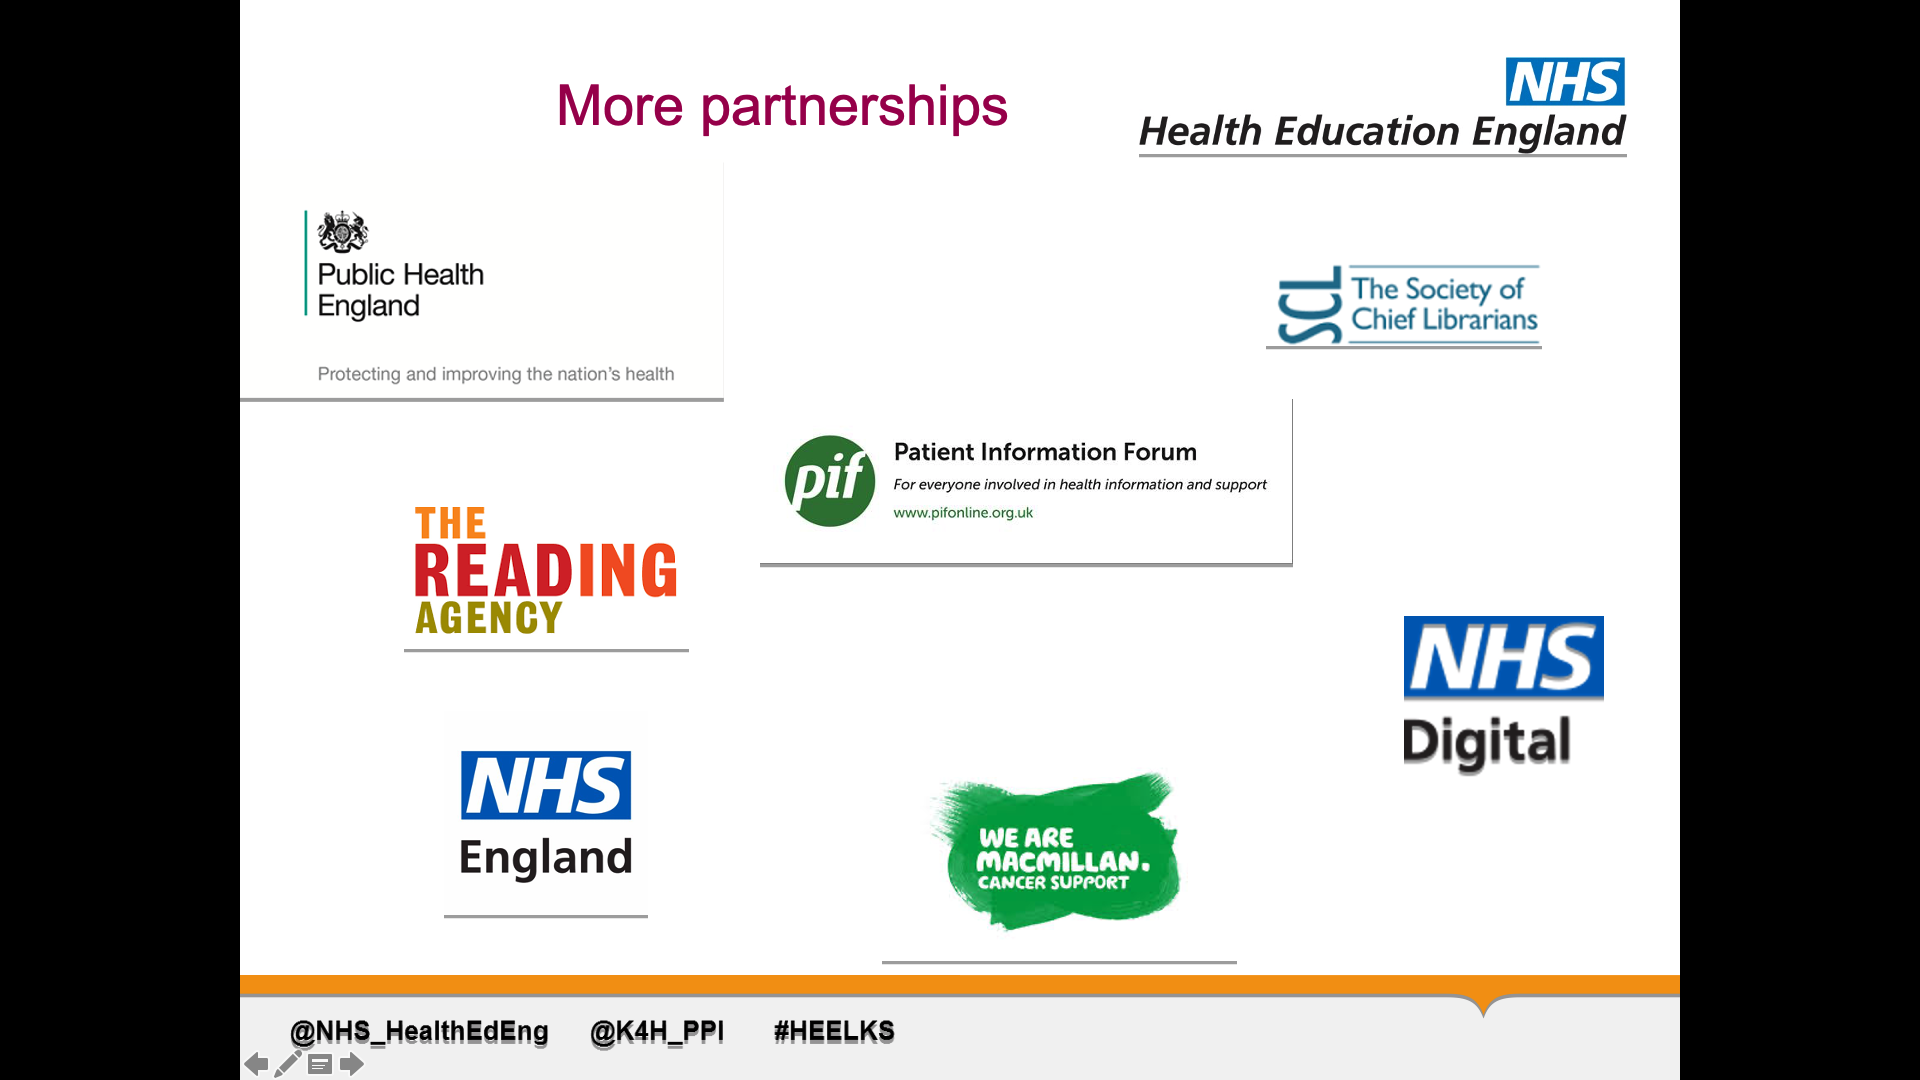 More partnerships
NHS
Health Education England
Public Health
England
Protecting and improving the nation's health
SCL
The Society of
Chief Librarians
pif
Patient Information Forum
For everyone involved in health information and support
www.pifonline.org.uk
THE
READING
AGENCY
NHS
Digital
NHS
England
WE ARE
MACMILLAN.
CANCER SUPPORT
@NHS_HealthEdEng @K4H_PPI #HEELKS